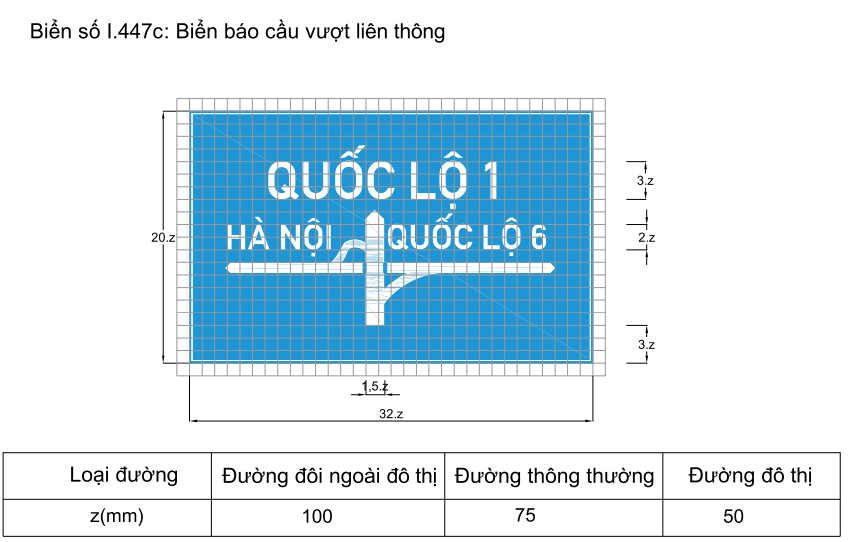 Biển số I.447c: Biển báo cầu vượt liên thông
QUỐC LỘ 1
HÀ NỘI QUỐC LỘ 6
20.z
3.z
2.z
3.z
1,5.z
32.z
Loại đường Đường đôi ngoài đô thị Đường thông thường Đường đô thị
z(mm) 100 75 50